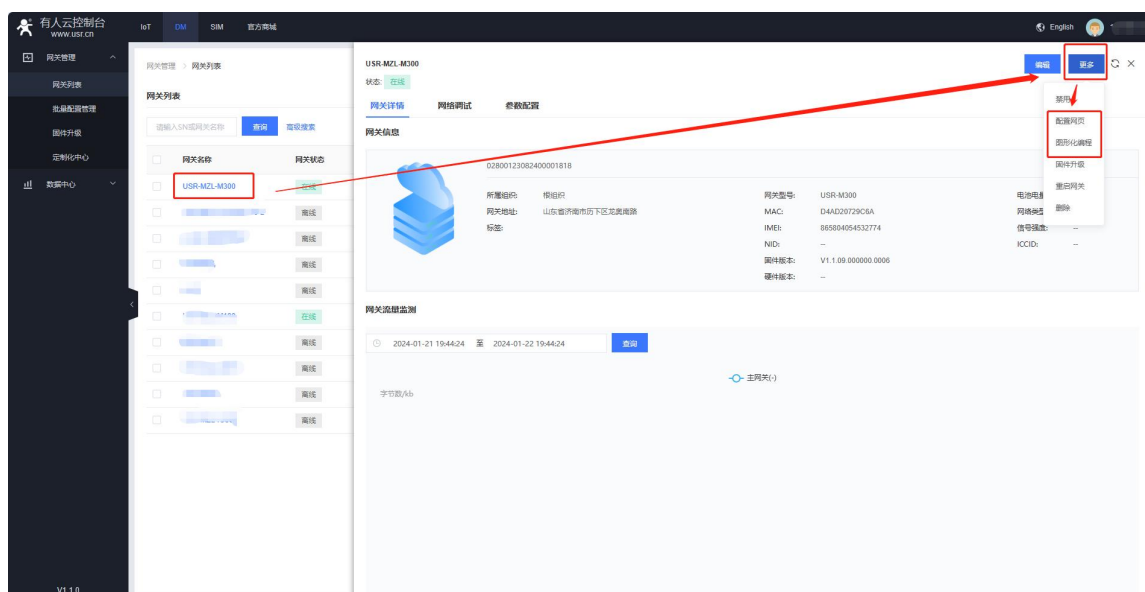 有人云控制台
www.usr.cn
IoT DM SIM 官方商城
English
网关管理
网关列表
批量配置管理
固件升级
定制化中心
数据中心
V1.1.0
网关管理 > 网关列表
网关列表
请输入SN或网关名称 查询 高级搜索
网关名称 网关状态
USR-MZL-M300 在线
离线
离线
离线
离线
在线
离线
离线
离线
离线
USR-MZL-M300
编辑 更多
状态: 在线
网关详情 网络调试 参数配置
禁用
配置网页
图形化编程
固件升级
重启网关
删除
网关信息
02800123082400001818
所属组织: 根组织
网关地址: 山东省济南市历下区龙奥南路
标签:
网关型号: USR-M300
MAC: D4AD20729C6A
IMEI: 865804054532774
NID: --
固件版本: V1.1.09.000000.0006
硬件版本: --
电池电量
网络类型
信号强度: --
ICCID: --
网关流量监测
2024-01-21 19:44:24 至 2024-01-22 19:44:24 查询
主网关(-)
字节数/kb